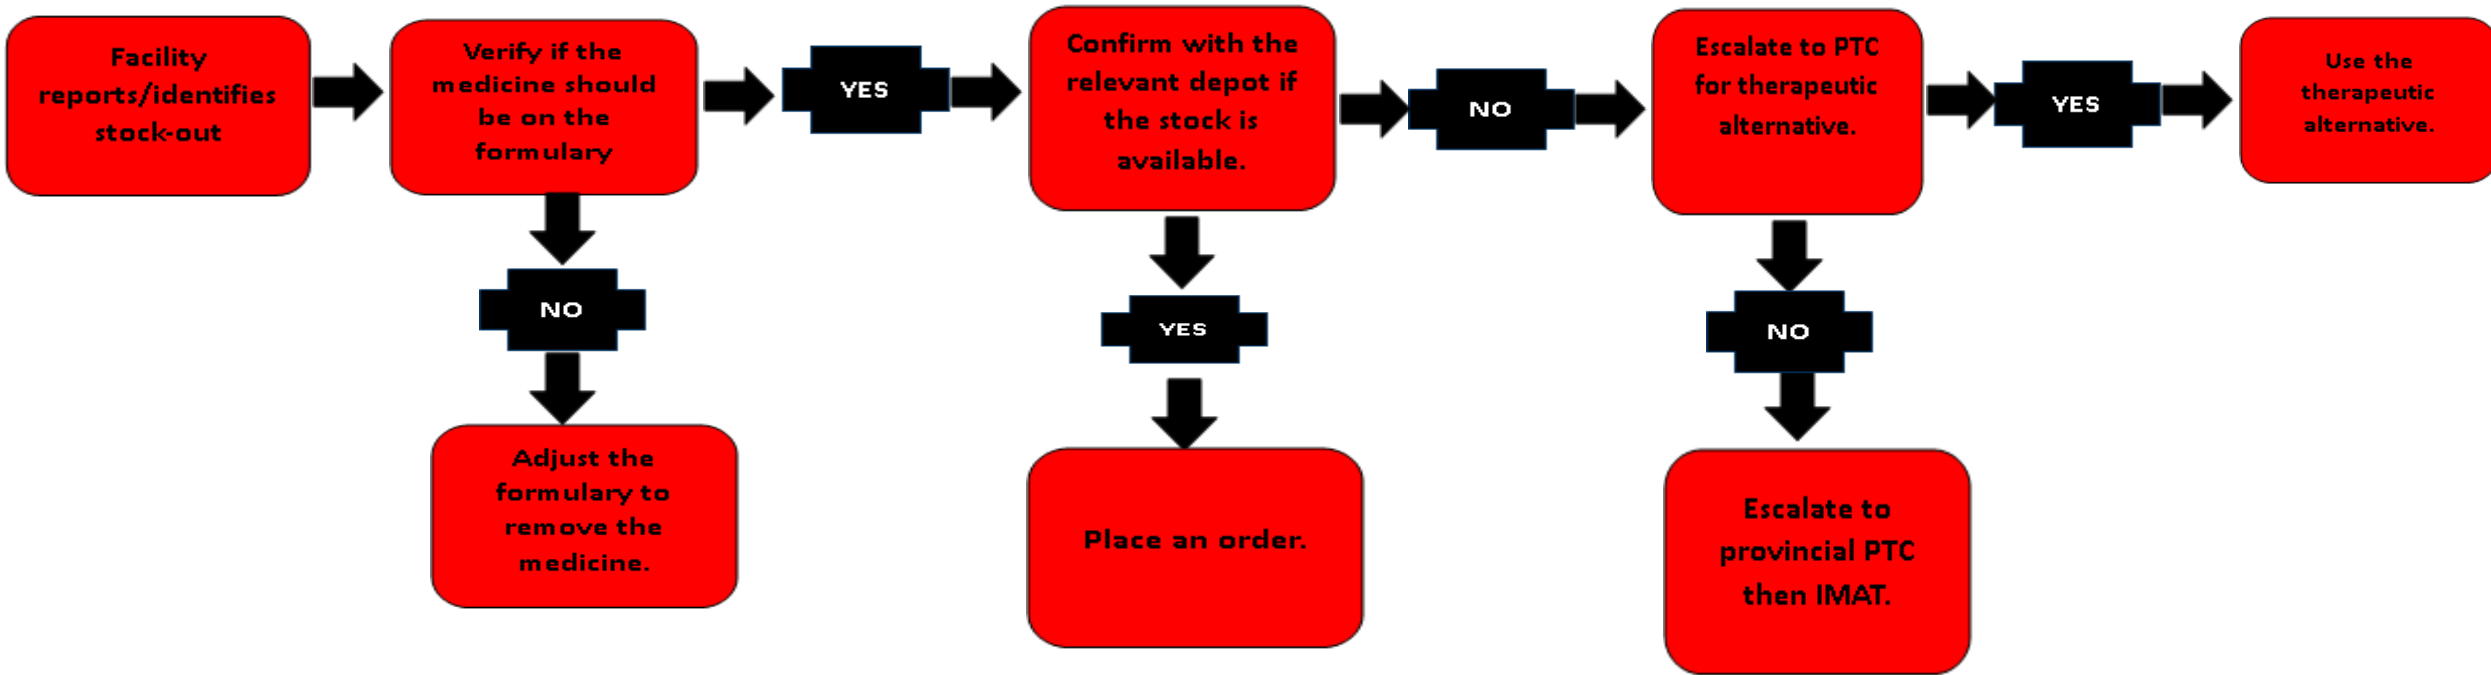 Facility
reports/identifies
stock-out
Verify if the
medicine should
be on the
formulary
YES
Confirm with the
relevant depot if
the stock is
available.
NO
Escalate to PTC
for therapeutic
alternative.
YES
Use the
therapeutic
alternative.
NO
YES
NO
Adjust the
formulary to
remove the
medicine.
Place an order.
Escalate to
provincial PTC
then IMAT.